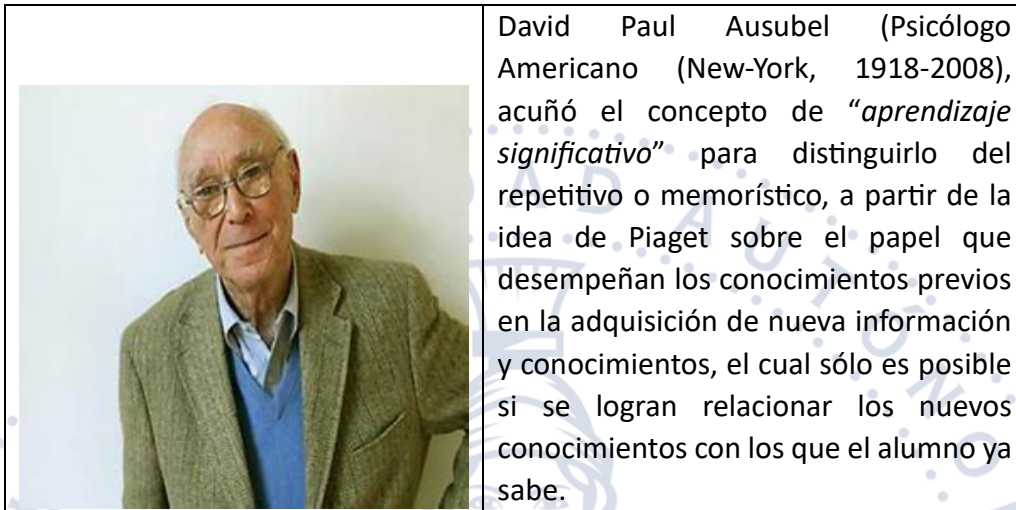 David Paul Ausubel (Psicólogo
Americano (New-York, 1918-2008),
acuñó el concepto de “aprendizaje
significativo” para distinguirlo del
repetitivo o memorístico, a partir de la
idea de Piaget sobre el papel que
desempeñan los conocimientos previos
en la adquisición de nueva información
y conocimientos, el cual sólo es posible
si se logran relacionar los nuevos
conocimientos con los que el alumno ya
sabe.